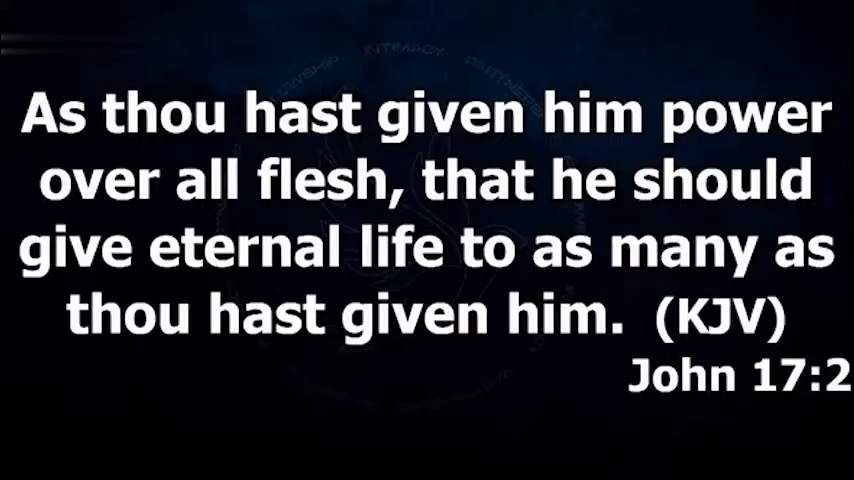 As thou hast given him power
over all flesh, that he should
give eternal life to as many as
thou hast given him.  (KJV)
John 17:2
INTIMACY